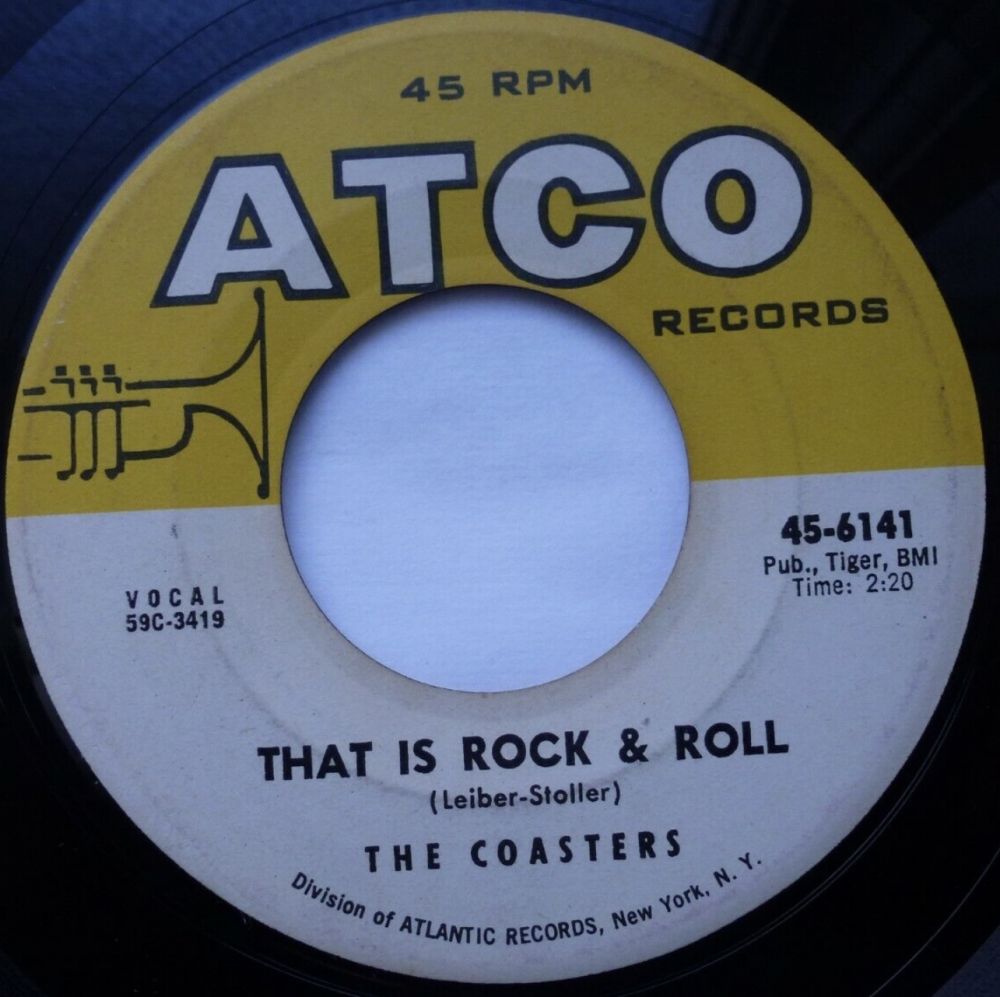 45 RPM
ATCO
RECORDS
45-6141
Pub., Tiger, BMI
Time: 2:20
VOCAL
59C-3419
THAT IS ROCK & ROLL
(Leiber-Stoller)
THE COASTERS
Division of ATLANTIC RECORDS, New York, N. Y.